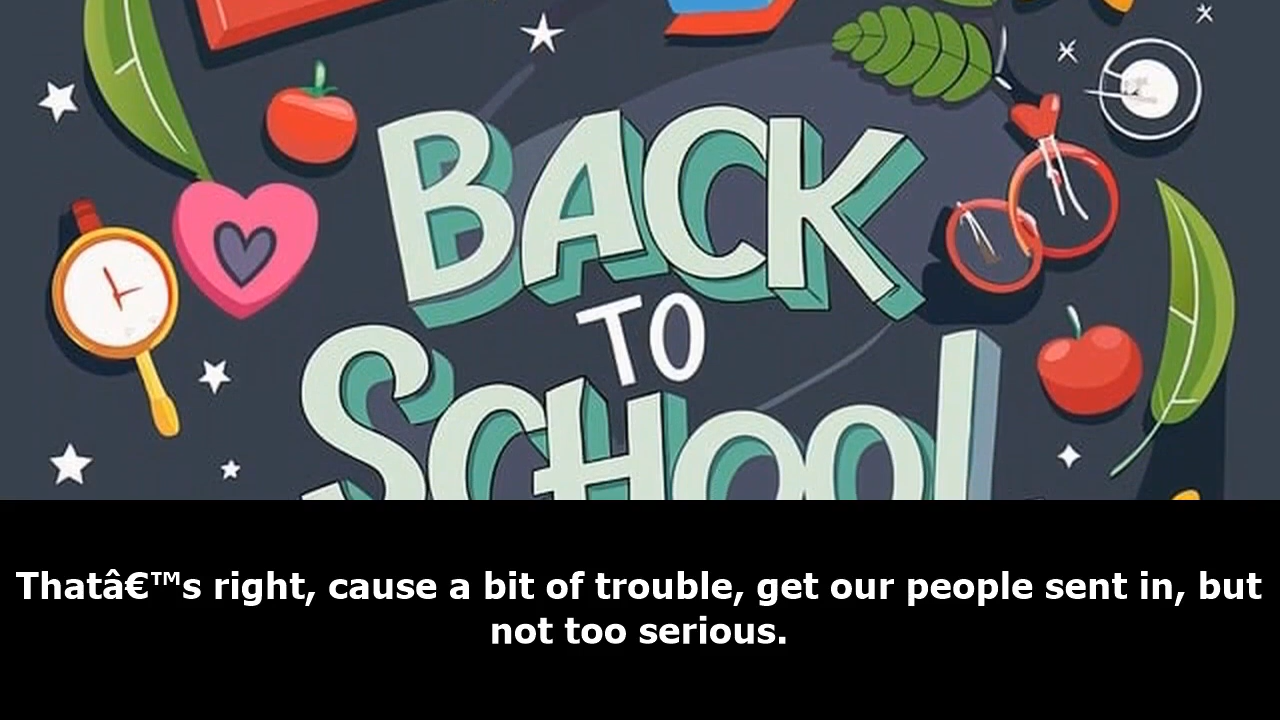 BACK
TO
SCHOOl
Thatâ€™s right, cause a bit of trouble, get our people sent in, but
not too serious.